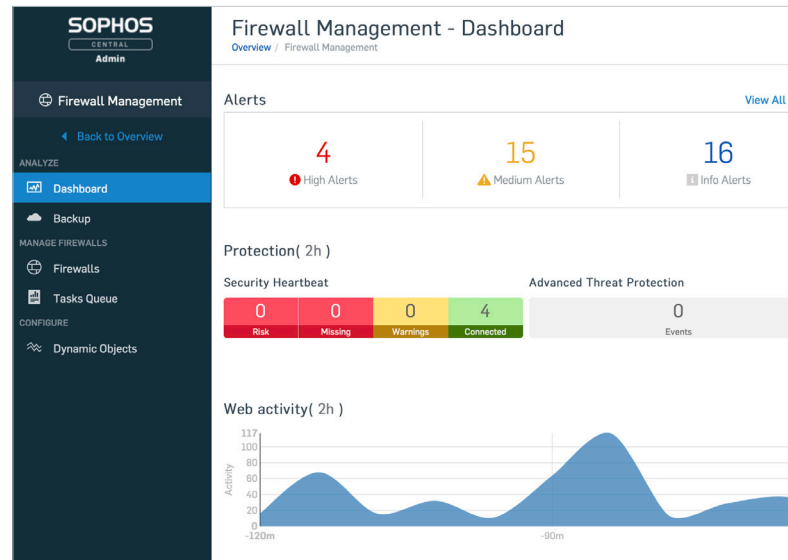 SOPHOS
CENTRAL
Admin
Firewall Management
Back to Overview
ANALYZE
Dashboard
Backup
MANAGE FIREWALLS
Firewalls
Tasks Queue
CONFIGURE
Dynamic Objects
Firewall Management - Dashboard
Overview / Firewall Management
Alerts
View All
4
High Alerts
15
Medium Alerts
16
Info Alerts
Protection( 2h )
Security Heartbeat
0
Risk
0
Missing
0
Warnings
4
Connected
Advanced Threat Protection
0
Events
Web activity( 2h )
Activity
117
100
80
60
40
20
0
-120m
-90m